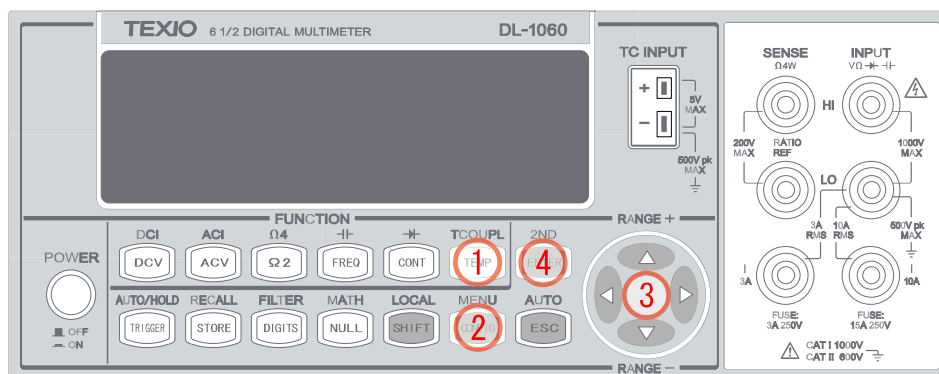 TEXIO 6 1/2 DIGITAL MULTIMETER DL-1060
TC INPUT
+
−
5V
MAX
500V pk
MAX
SENSE
Ω4W
INPUT
VΩ
HI
200V
MAX
RATIO
REF
1000V
MAX
LO
3A
RMS
10A
RMS
500V pk
MAX
3A
10A
FUSE:
3A 250V
FUSE:
15A 250V
CAT I 1000V
CAT II 600V
FUNCTION
RANGE +
POWER
OFF
ON
DCI ACI Ω4 TCOUPL 2ND
DCV ACV Ω2 FREQ CONT TEMP ENTER
1 4
3
AUTO/HOLD RECALL FILTER MATH LOCAL MENU AUTO
TRIGGER STORE DIGITS NULL SHIFT CONFIG ESC
2
RANGE −